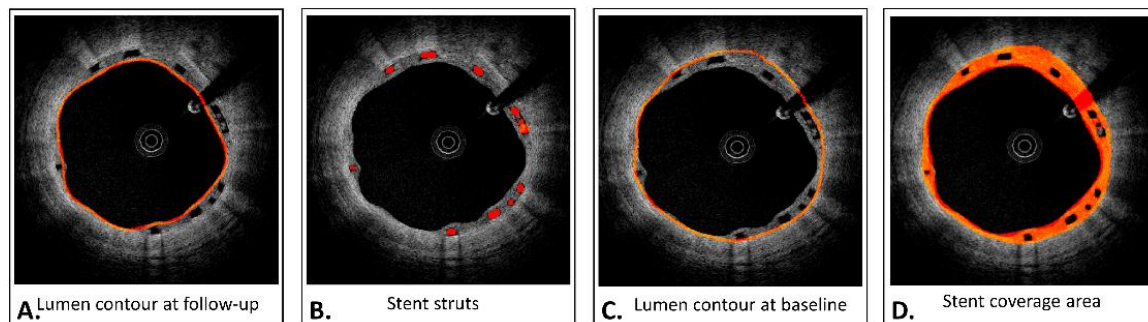 A. Lumen contour at follow-up
B. Stent struts
C. Lumen contour at baseline
D. Stent coverage area